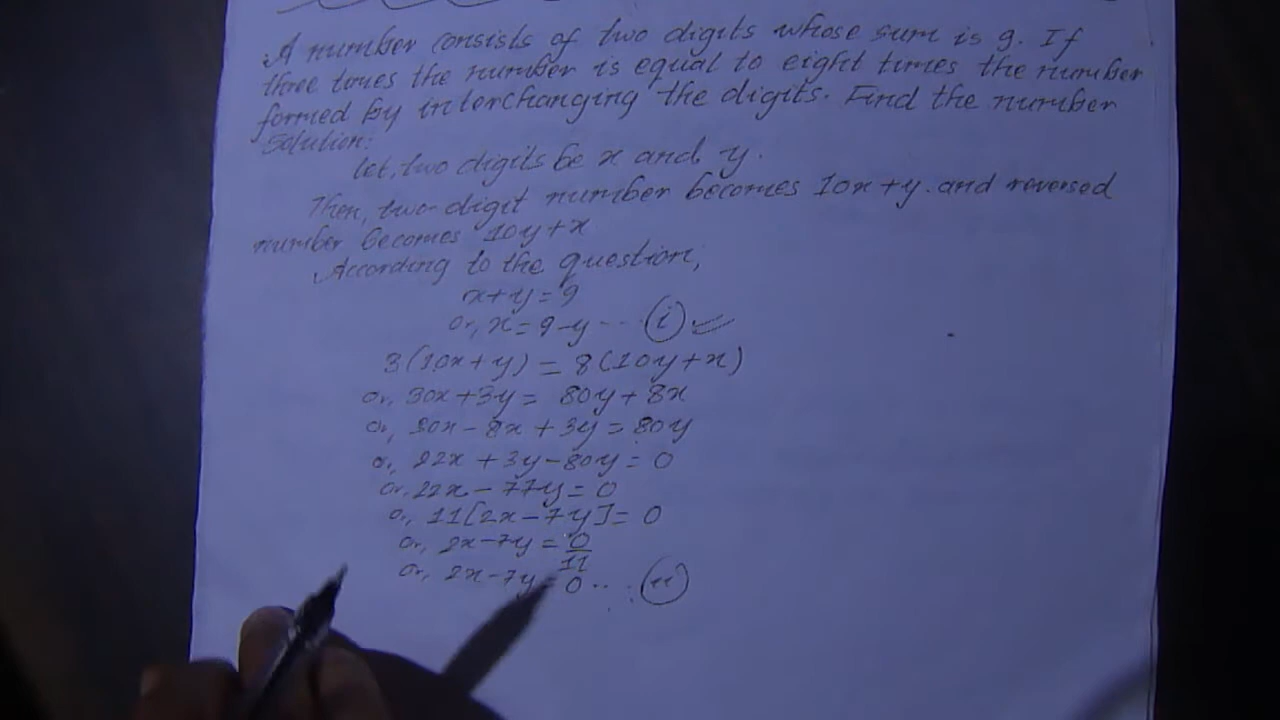 A number consists of two digits whose sum is 9. If
three times the number is equal to eight times the number
formed by interchanging the digits. Find the number
Solution:
Let, two digits be x and y.
Then, two-digit number becomes 10x+y. and reversed
number becomes 10y+x
According to the question,
x+y=9
or, x=9-y ... (i) ✓
3(10x+y) = 8(10y+x)
or, 30x+3y = 80y+8x
or, 30x-8x+3y=80y
or, 22x+3y-80y=0
or, 22x-77y=0
or, 11[2x-7y]=0
or, 2x-7y=0/11
or, 2x-7y=0... (ii)